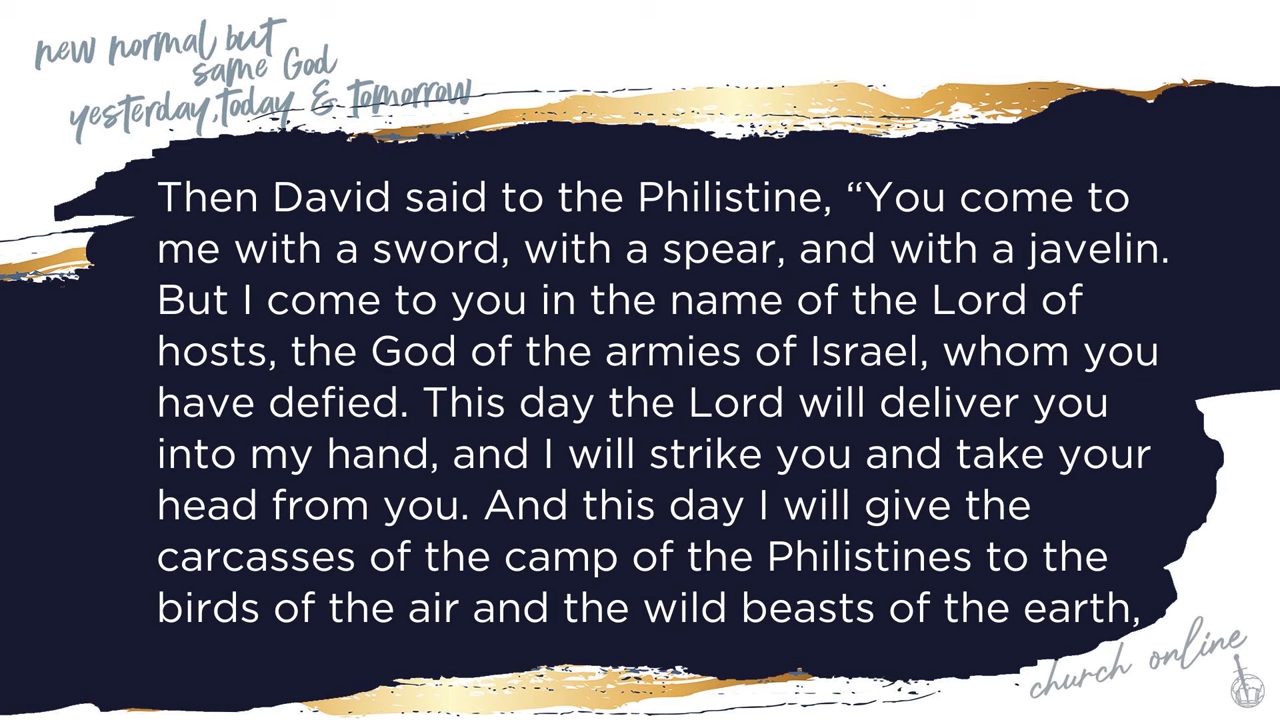 new normal but
same God
yesterday, today & tomorrow
Then David said to the Philistine, “You come to
me with a sword, with a spear, and with a javelin.
But I come to you in the name of the Lord of
hosts, the God of the armies of Israel, whom you
have defied. This day the Lord will deliver you
into my hand, and I will strike you and take your
head from you. And this day I will give the
carcasses of the camp of the Philistines to the
birds of the air and the wild beasts of the earth,
church online